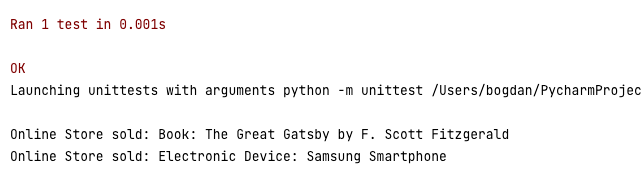 Ran 1 test in 0.001s
OK
Launching unittests with arguments python -m unittest /Users/bogdan/PycharmProjec
Online Store sold: Book: The Great Gatsby by F. Scott Fitzgerald
Online Store sold: Electronic Device: Samsung Smartphone